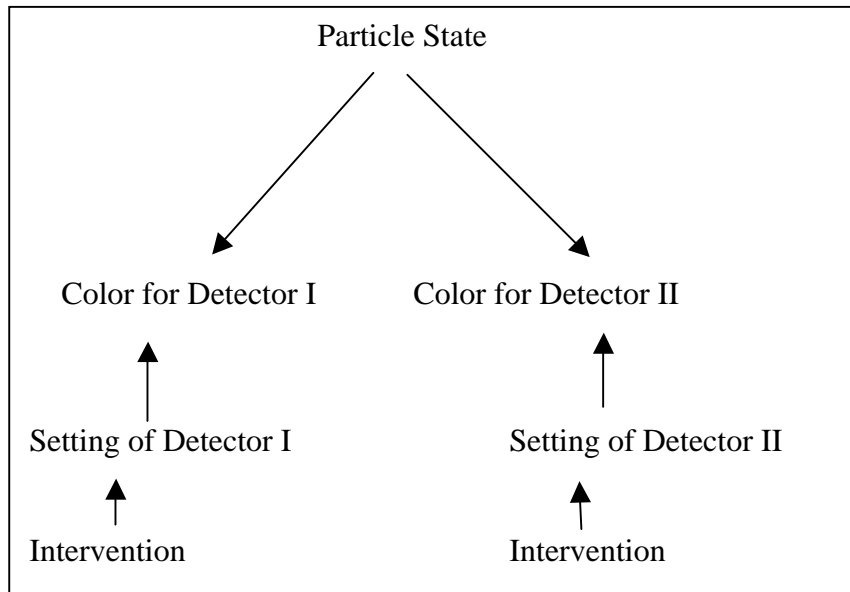 Particle State
Color for Detector I
Color for Detector II
Setting of Detector I
Setting of Detector II
Intervention
Intervention